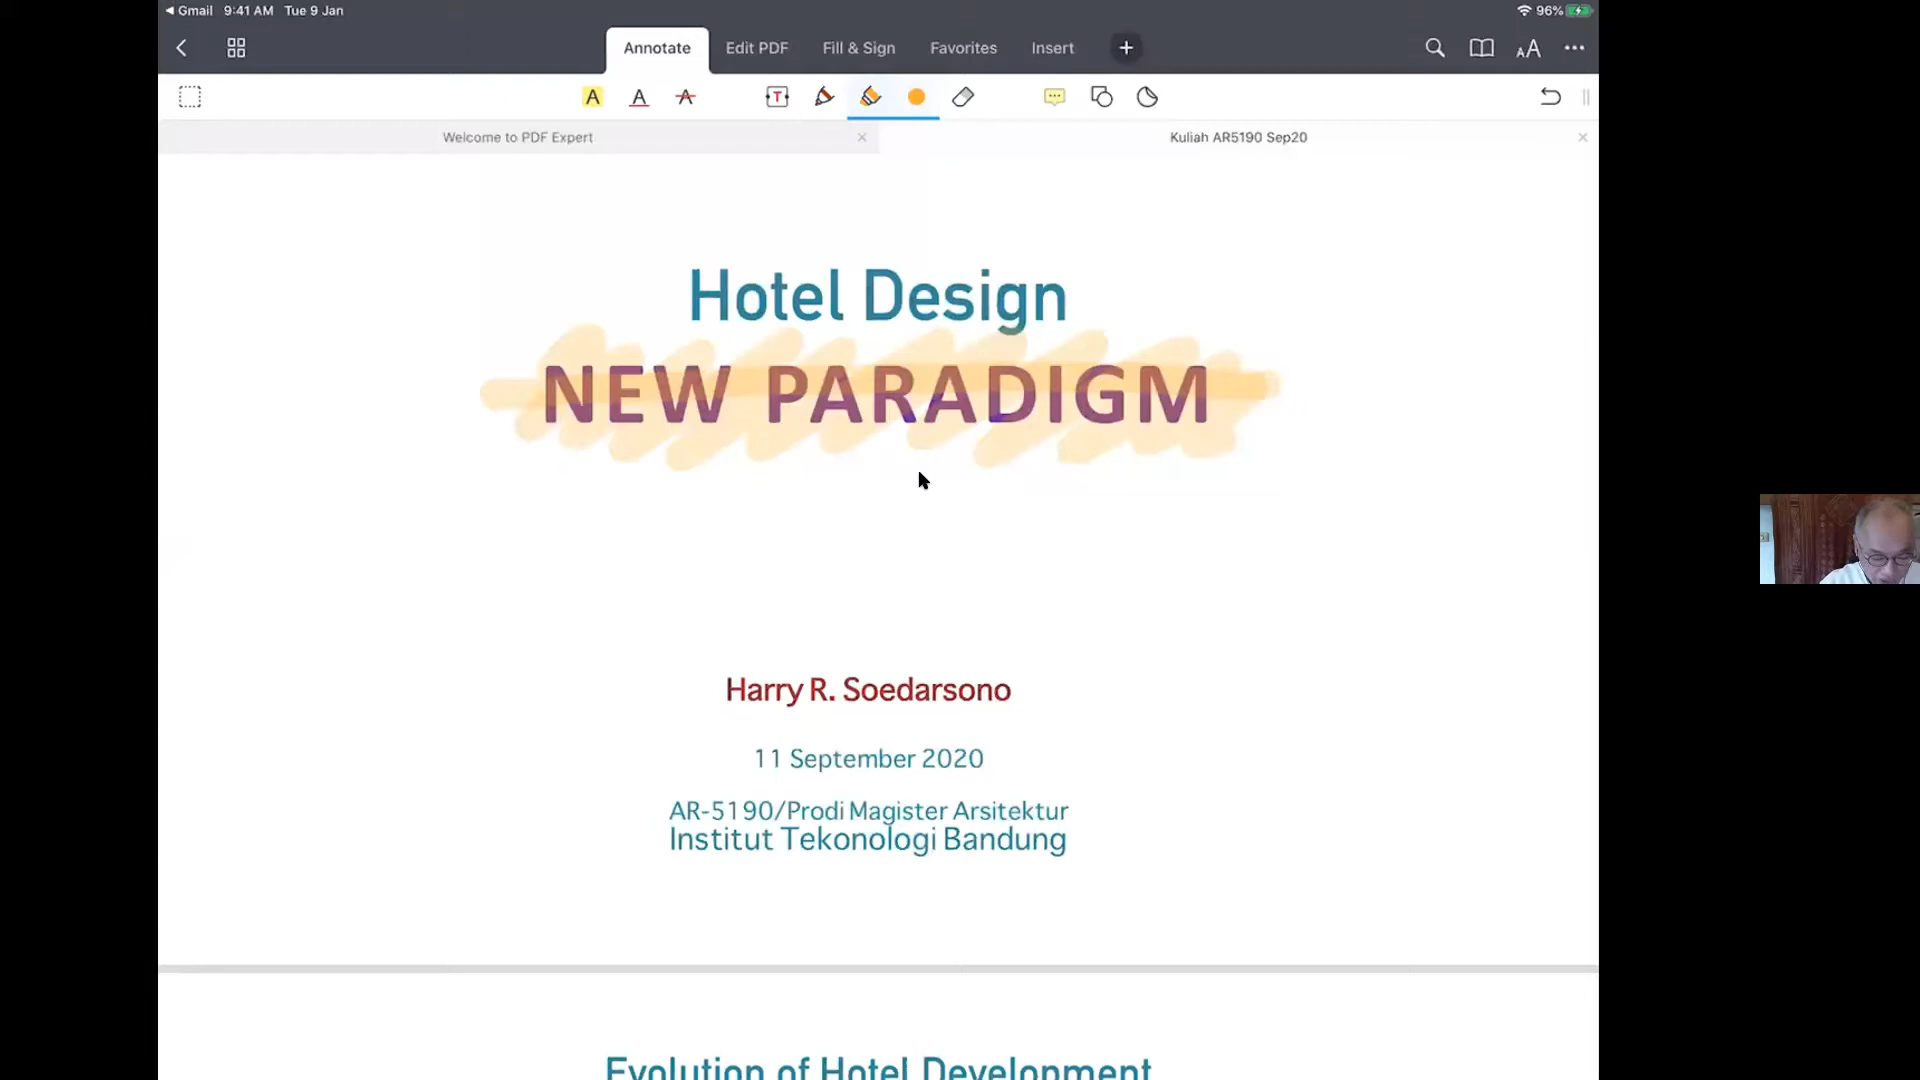 Gmail 9:41 AM Tue 9 Jan 96%
Annotate Edit PDF Fill & Sign Favorites Insert AA
A A A T
Welcome to PDF Expert Kuliah AR5190 Sep20
Hotel Design
NEW PARADIGM
Harry R. Soedarsono
11 September 2020
AR-5190/Prodi Magister Arsitektur
Institut Tekonologi Bandung
Evolution of Hotel Development